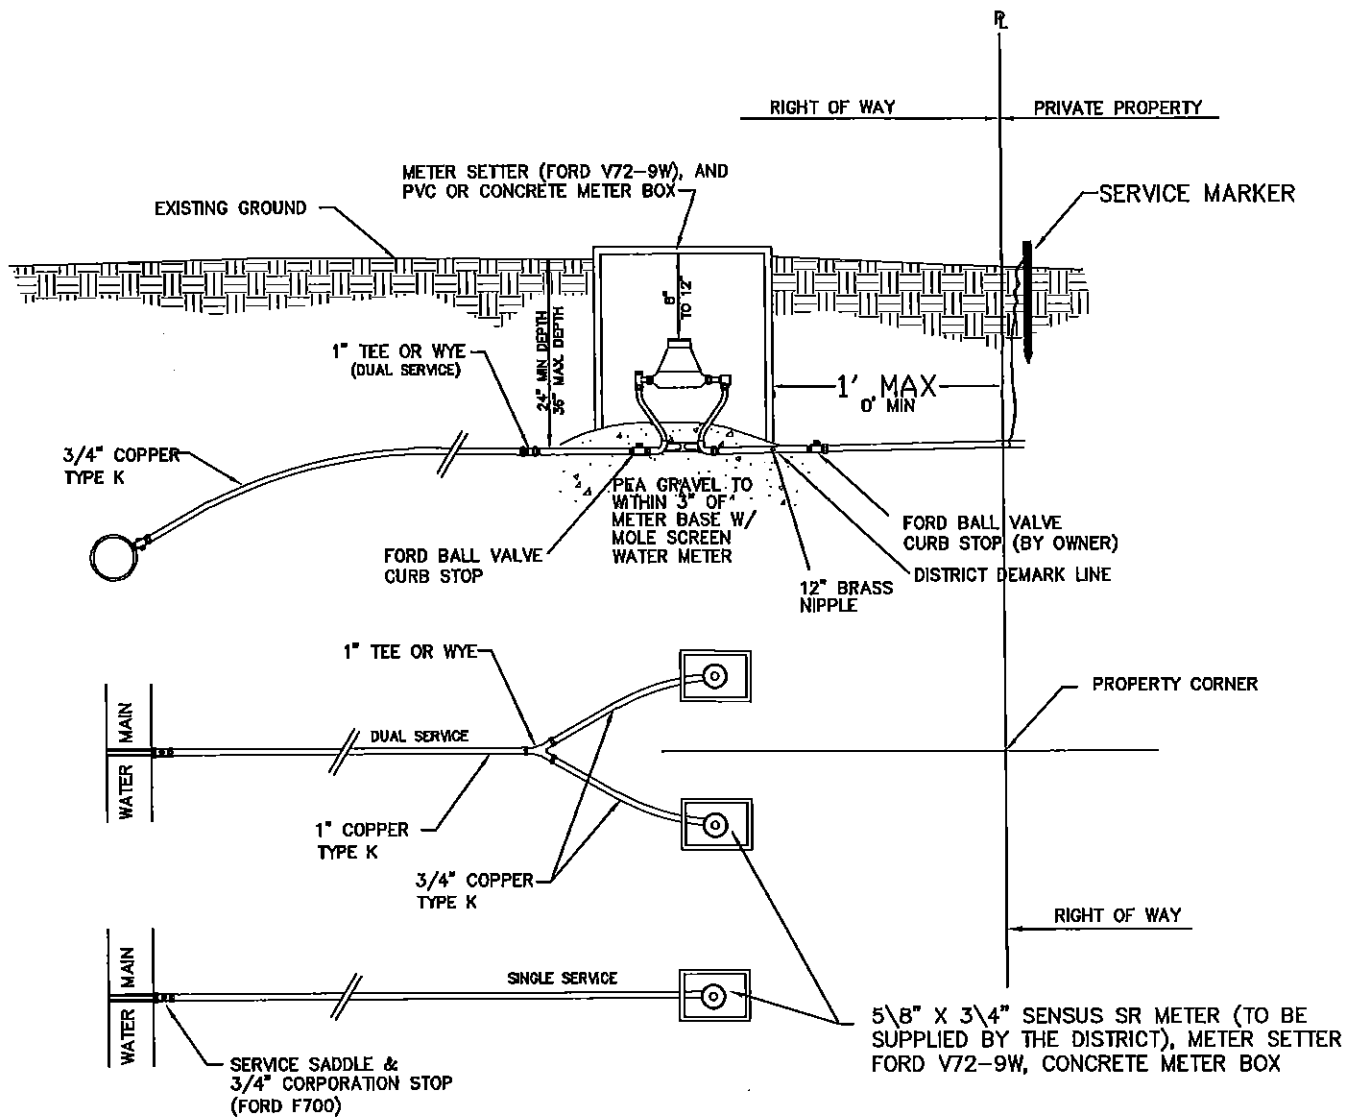 PL
RIGHT OF WAY
PRIVATE PROPERTY
METER SETTER (FORD V72-9W), AND
PVC OR CONCRETE METER BOX
EXISTING GROUND
SERVICE MARKER
8"
TO 12"
1" TEE OR WYE
(DUAL SERVICE)
24" MIN DEPTH
36" MAX. DEPTH
1' MAX
0' MIN
3/4" COPPER
TYPE K
PEA GRAVEL TO
WITHIN 3" OF
METER BASE W/
MOLE SCREEN
WATER METER
FORD BALL VALVE
CURB STOP
FORD BALL VALVE
CURB STOP (BY OWNER)
DISTRICT DEMARK LINE
12" BRASS
NIPPLE
1" TEE OR WYE
PROPERTY CORNER
WATER MAIN
DUAL SERVICE
1" COPPER
TYPE K
3/4" COPPER
TYPE K
RIGHT OF WAY
WATER MAIN
SINGLE SERVICE
5\8" X 3\4" SENSUS SR METER (TO BE
SUPPLIED BY THE DISTRICT), METER SETTER
FORD V72-9W, CONCRETE METER BOX
SERVICE SADDLE &
3/4" CORPORATION STOP
(FORD F700)